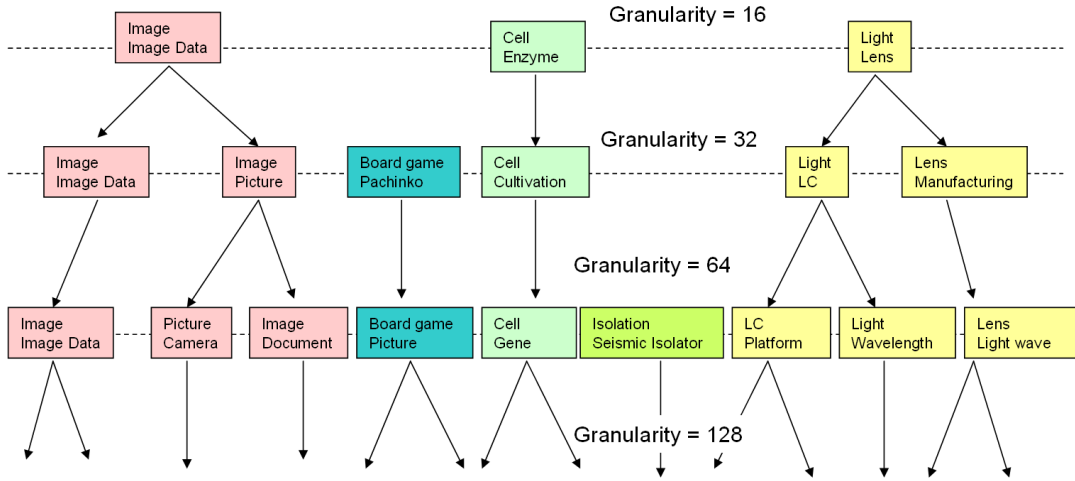 Granularity = 16
Image
Image Data
Cell
Enzyme
Light
Lens
Granularity = 32
Image
Image Data
Image
Picture
Board game
Pachinko
Cell
Cultivation
Light
LC
Lens
Manufacturing
Granularity = 64
Image
Image Data
Picture
Camera
Image
Document
Board game
Picture
Cell
Gene
Isolation
Seismic Isolator
LC
Platform
Light
Wavelength
Lens
Light wave
Granularity = 128